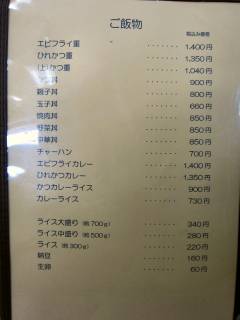 ご飯物
税込み価格
エビフライ重 ・・・・・・・ 1,400円
ひれかつ重 ・・・・・・・ 1,350円
(上)かつ重 ・・・・・・・ 1,040円
丼 ・・・・・・・ 900円
親子丼 ・・・・・・・ 800円
玉子丼 ・・・・・・・ 660円
焼肉丼 ・・・・・・・ 850円
野菜丼 ・・・・・・・ 850円
中華丼 ・・・・・・・ 850円
チャーハン ・・・・・・・ 700円
エビフライカレー ・・・・・・・ 1,400円
ひれかつカレー ・・・・・・・ 1,350円
かつカレーライス ・・・・・・・ 900円
カレーライス ・・・・・・・ 730円
ライス大盛り (約700g) ・・・・・・・ 340円
ライス中盛り (約500g) ・・・・・・・ 280円
ライス (約300g) ・・・・・・・ 220円
納豆 ・・・・・・・ 160円
生卵 ・・・・・・・ 60円